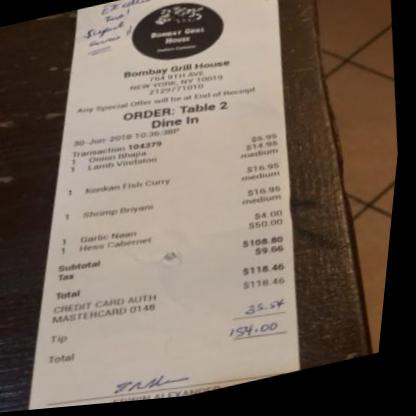 Food!
Superb
service!!
BOMBAY GRILL
HOUSE
Indian Cuisine
Bombay Grill House
764 9TH AVE
NEW YORK, NY 10019
2129771010
Any Special Offer will be at End of Receipt
ORDER: Table 2
Dine In
30-Jun-2018 10:36:38P
Transaction 104379
1 Onion Bhajia $5.95
1 Lamb Vindaloo $14.95
medium
1 Konkan Fish Curry $16.95
medium
1 Shrimp Briyani $16.95
medium
1 Garlic Naan $4.00
1 Hess Cabernet $50.00
Subtotal $108.80
Tax $9.66
Total $118.46
CREDIT CARD AUTH $118.46
MASTERCARD 0148
Tip 35.54
Total 154.00
ALEXANDER